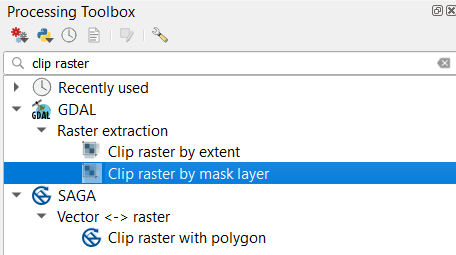 Processing Toolbox
clip raster
Recently used
GDAL GDAL
Raster extraction
Clip raster by extent
Clip raster by mask layer
SAGA
Vector <-> raster
Clip raster with polygon